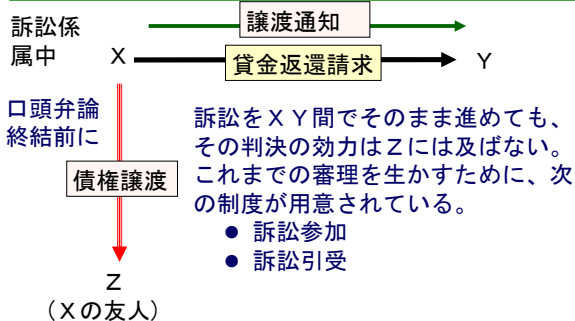 訴訟係
属中
譲渡通知
X
貸金返還請求
Y
口頭弁論
終結前に
債権譲渡
訴訟をXY間でそのまま進めても、
その判決の効力はZには及ばない。
これまでの審理を生かすために、次
の制度が用意されている。
● 訴訟参加
● 訴訟引受
Z
(Xの友人)